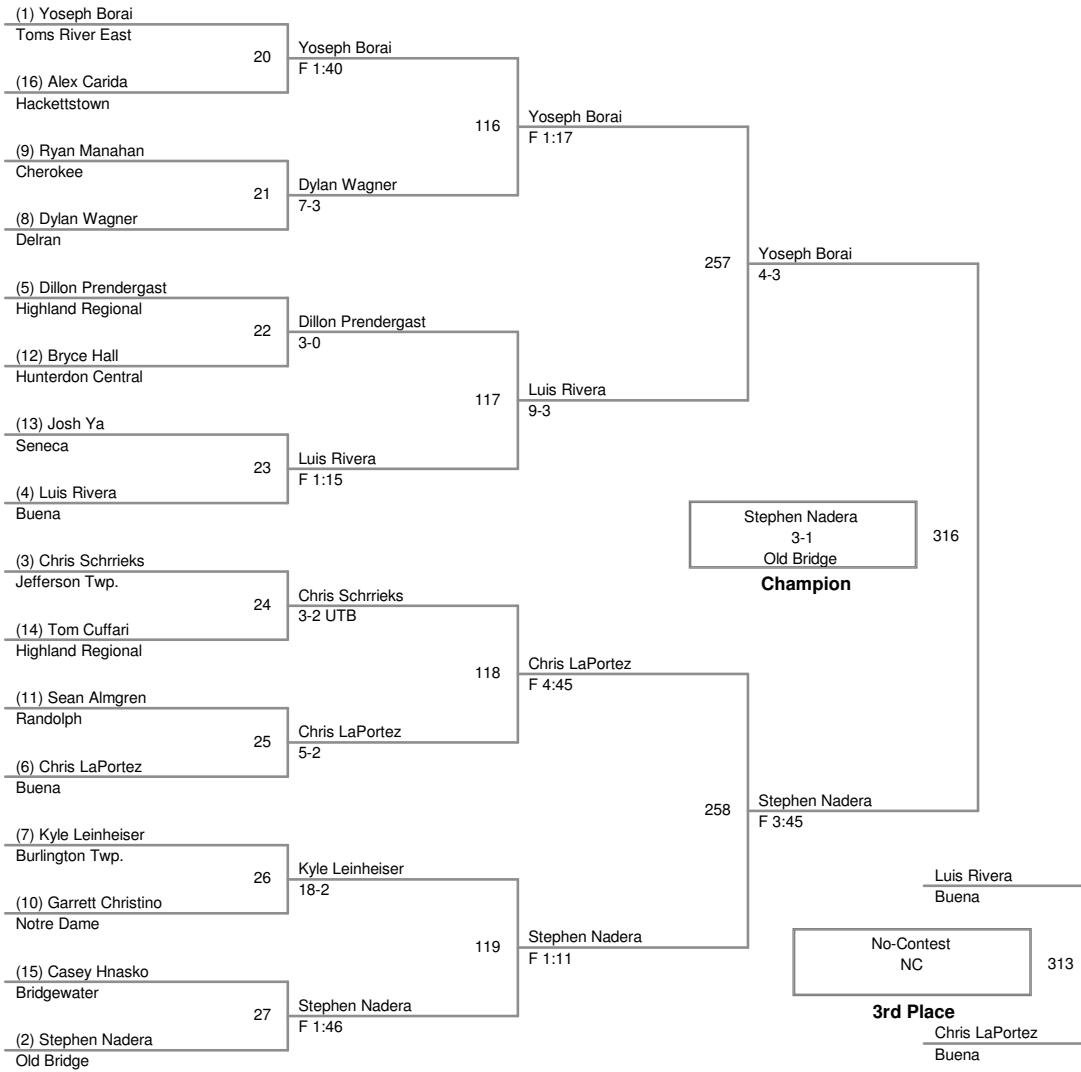 (1) Yoseph Borai
Toms River East
20
(16) Alex Carida
Hackettstown
Yoseph Borai
F 1:40
116
(9) Ryan Manahan
Cherokee
21
(8) Dylan Wagner
Delran
Dylan Wagner
7-3
Yoseph Borai
F 1:17
257
(5) Dillon Prendergast
Highland Regional
22
(12) Bryce Hall
Hunterdon Central
Dillon Prendergast
3-0
117
(13) Josh Ya
Seneca
23
(4) Luis Rivera
Buena
Luis Rivera
F 1:15
Luis Rivera
9-3
Yoseph Borai
4-3
Stephen Nadera
3-1
Old Bridge
316
Champion
(3) Chris Schrrieks
Jefferson Twp.
24
(14) Tom Cuffari
Highland Regional
Chris Schrrieks
3-2 UTB
118
(11) Sean Almgren
Randolph
25
(6) Chris LaPortez
Buena
Chris LaPortez
5-2
Chris LaPortez
F 4:45
258
(7) Kyle Leinheiser
Burlington Twp.
26
(10) Garrett Christino
Notre Dame
Kyle Leinheiser
18-2
119
(15) Casey Hnasko
Bridgewater
27
(2) Stephen Nadera
Old Bridge
Stephen Nadera
F 1:46
Stephen Nadera
F 1:11
Stephen Nadera
F 3:45
Luis Rivera
Buena
No-Contest
NC
313
3rd Place
Chris LaPortez
Buena